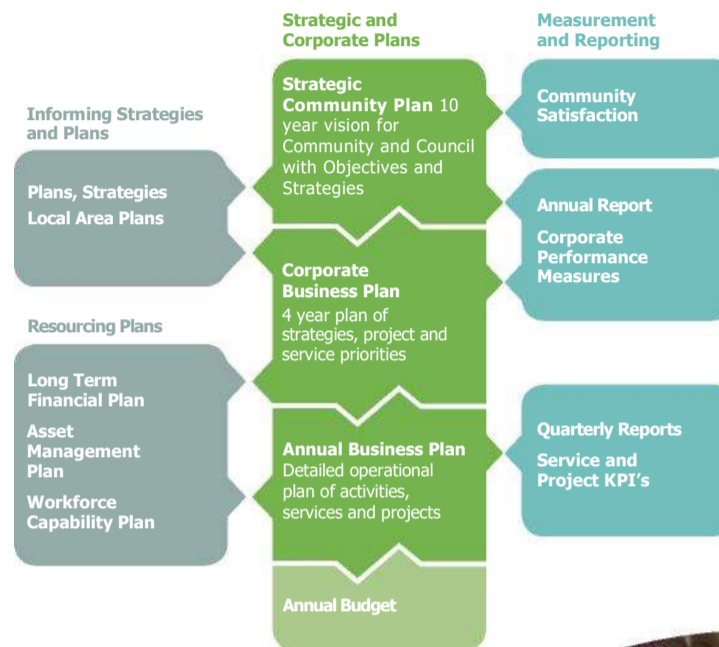 Strategic and
Corporate Plans
Measurement
and Reporting
Informing Strategies
and Plans
Plans, Strategies
Local Area Plans
Resourcing Plans
Long Term
Financial Plan
Asset
Management
Plan
Workforce
Capability Plan
Strategic
Community Plan 10
year vision for
Community and Council
with Objectives and
Strategies
Corporate
Business Plan
4 year plan of
strategies, project and
service priorities
Annual Business Plan
Detailed operational
plan of activities,
services and projects
Annual Budget
Community
Satisfaction
Annual Report
Corporate
Performance
Measures
Quarterly Reports
Service and
Project KPI's